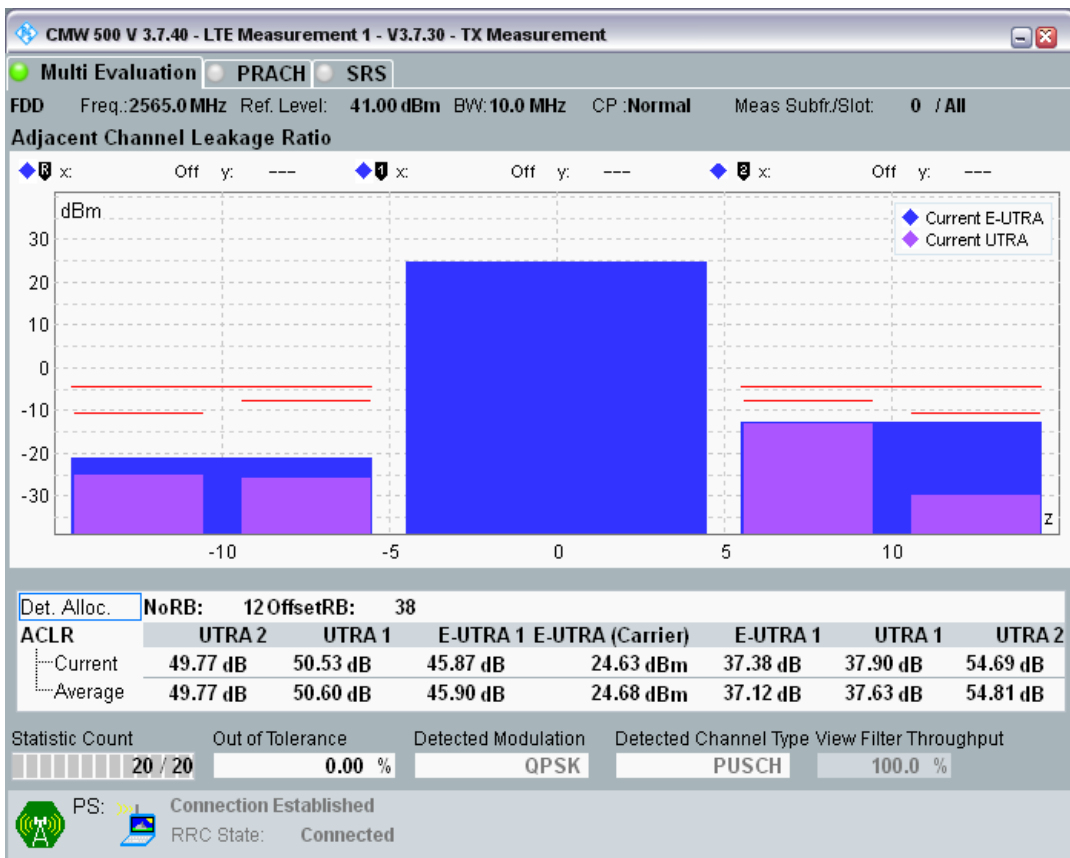 CMW 500 V 3.7.40 - LTE Measurement 1 - V3.7.30 - TX Measurement
Multi Evaluation PRACH SRS
FDD Freq.:2565.0 MHz Ref. Level: 41.00 dBm BW:10.0 MHz CP :Normal Meas Subfr./Slot: 0 / All
Adjacent Channel Leakage Ratio
R x: Off y: --- 1 x: Off y: --- 2 x: Off y: ---
dBm
Current E-UTRA
Current UTRA
30
20
10
0
-10
-20
-30
z
-10 -5 0 5 10
Det. Alloc. NoRB: 12 OffsetRB: 38
ACLR UTRA 2 UTRA 1 E-UTRA 1 E-UTRA (Carrier) E-UTRA 1 UTRA 1 UTRA 2
Current 49.77 dB 50.53 dB 45.87 dB 24.63 dBm 37.38 dB 37.90 dB 54.69 dB
Average 49.77 dB 50.60 dB 45.90 dB 24.68 dBm 37.12 dB 37.63 dB 54.81 dB
Statistic Count Out of Tolerance Detected Modulation Detected Channel Type View Filter Throughput
20 / 20 0.00 % QPSK PUSCH 100.0 %
PS: Connection Established
RRC State: Connected